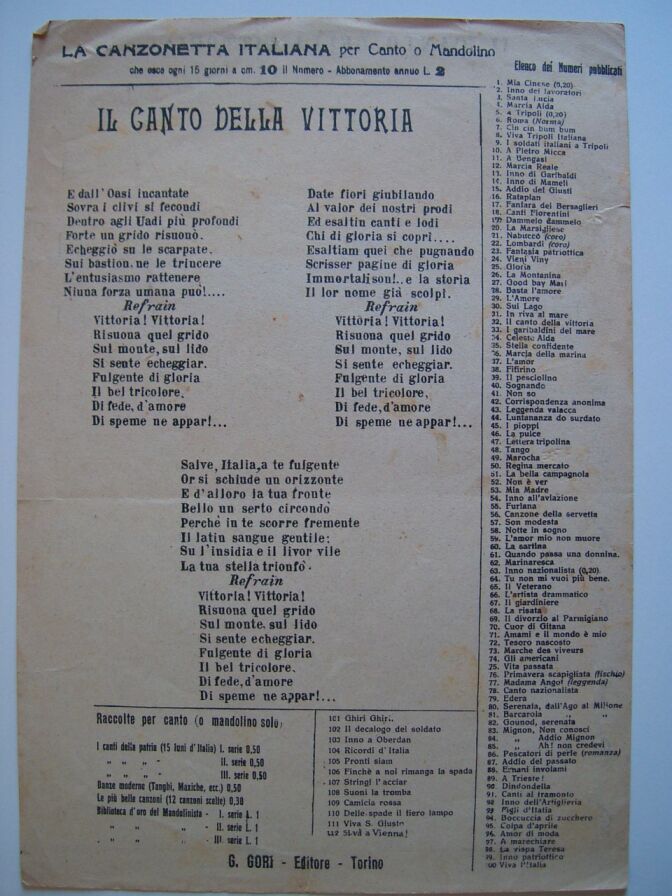 LA CANZONETTA ITALIANA per Canto o Mandolino
che esce ogni 15 giorni a cm. 10 il Numero - Abbonamento annuo L. 2
IL CANTO DELLA VITTORIA
E dall'Oasi incantate
Sovra i clivi sì fecondi
Dentro agli Uadi più profondi
Forte un grido risuonò.
Echeggiò su le scarpate.
Sui bastion, ne le trincere
L'entusiasmo rattenere
Niuna forza umana può!....
Refrain
Vittoria! Vittoria!
Risuona quel grido
Sul monte, sul lido
Si sente echeggiar.
Fulgente di gloria
Il bel tricolore,
Di fede, d'amore
Di speme ne appar!...
Date fiori giubilando
Al valor dei nostri prodi
Ed esaltin canti e lodi
Chi di gloria si coprì....
Esaltiam quei che pugnando
Scrisser pagine di gloria
Immortali son!.. e la storia
Il lor nome già scolpì.
Refrain
Vittòria! Vittoria!
Risuona quel grido
Sul monte, sul lido
Si sente echeggiar.
Fulgente di gloria
Il bel tricolore,
Di fede, d'amore
Di speme ne appar!...
Salve, Italia, a te fulgente
Or si schiude un orizzonte
E d'alloro la tua fronte
Bello un serto circondò
Perchè in te scorre fremente
Il latin sangue gentile;
Su l'insidia e il livor vile
La tua stella trionfò.
Refrain
Vittoria! Vittoria!
Risuona quel grido
Sul monte, sul lido
Si sente echeggiar.
Fulgente di gloria
Il bel tricolore,
Di fede, d'amore
Di speme ne appar!...
Raccolte per canto (o mandolino solo)
I canti della patria (15 Inni d'Italia) I. serie 0,50
„ „ „ - II. serie 0,50
„ „ „ III. serie 0,50
Danze moderne (Tanghi, Maziche, ecc.) 0,50
Le più belle canzoni (12 canzoni scelte) 0,30
Biblioteca d'oro del Mandolinista - I. serie L. 1
„ „ „ - II. serie L. 1
„ „ „ - III serie L. 1
101 Ghiri Ghiri.
102 Il decalogo del soldato
103 Inno a Oberdan
104 Ricordi d'Italia
105 Pronti siam
106 Finchè a noi rimanga la spada
107 Stringi l'acciar
108 Suoni la tromba
109 Camicia rossa
110 Delle spade il fiero lampo
111 Viva S. Giusto
112 Si và a Vienna!
G. GORI - Editore - Torino
Elenco dei Numeri pubblicati
1. Mia Cinese (0,20)
2. Inno dei lavoratori
3. Santa Lucia
4. Marcia Aida
5. a Tripoli (0,20)
6. Roma (Norma)
7. Cin cin bum bum
8. Viva Tripoli Italiana
9. I soldati italiani a Tripoli
10. A Pietro Micca
11. A Bengasi
12. Marcia Reale
13. Inno di Garibaldi
14. Inno di Mameli
15. Addio del Giusti
16. Rataplan
17. Fanfara dei Bersaglieri
18. Canti Fiorentini
19. Dammelo dammelo
20. La Marsigliese
21. Nabucco (coro)
22. Lombardi (coro)
23. Fantasia patriottica
24. Vieni Viny
25. Gloria
26. La Montanina
27. Good bay Masi
28. Basta l'amore
29. L'Amore
30. Sul Lago
31. In riva al mare
32. Il canto della vittoria
33. I garibaldini del mare
34. Celeste Aida
35. Stella confidente
36. Marcia della marina
37. L'amor
38. Fifirino
39. Il pesciolino
40. Sognando
41. Non so
42. Corrispondenza anonima
43. Leggenda valacca
44. Luntananza do surdato
45. I pioppi
46. La pulce
47. Lettera tripolina
48. Tango
49. Marocha
50. Regina mercato
51. La bella campagnola
52. Non è ver
53. Mia Madre
54. Inno all'aviazione
55. Furlana
56. Canzone della servetta
57. Son modesta
58. Notte in sogno
59. L'amor mio non muore
60. La sartina
61. Quando passa una donnina.
62. Marinaresca
63. Inno nazionalista (0,20).
64. Tu non mi vuoi più bene.
65. Il Veterano
66. L'artista drammatico
67. Il giardiniere
68. La risata
69. Il divorzio al Parmigiano
70. Cuor di Gitana
71. Amami e il mondo è mio
72. Tesoro nascosto
73. Marche des viveurs
74. Gli americani
75. Vita passata
76. Primavera scapigliata (fischio)
77. Madama Angot (leggenda)
78. Canto nazionalista
79. Edera
80. Serenata, dall'Ago al Milione
81. Barcarola „ „
82. Gounod, serenata
83. Mignon, Non conosci
84. „ Addio Mignon
85. „ Ah! non credevi
86. Pescatori di perle (romanza)
87. Addio del passato
88. Ernani involami
89. A Trieste!
90. Dindondella
91. Canti al tramonto
92. Inno dell'Artiglieria
93. Figli d'Italia
94. Boccuccia di zucchero
95. Colpa d'aprile
96. Amor di moda
97. A marechiare
98. La vispa Teresa
99. Inno patriottico
100 Viva l'Italia